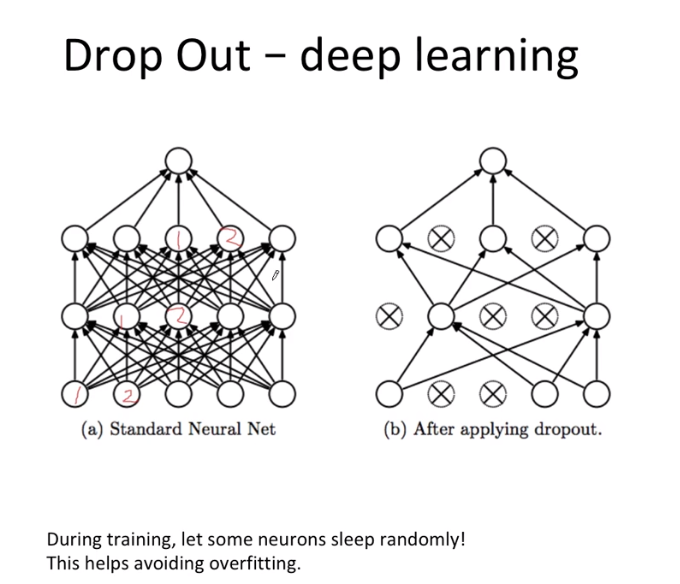 Drop Out – deep learning
1 2
1 2
1 2
(a) Standard Neural Net
(b) After applying dropout.
During training, let some neurons sleep randomly!
This helps avoiding overfitting.